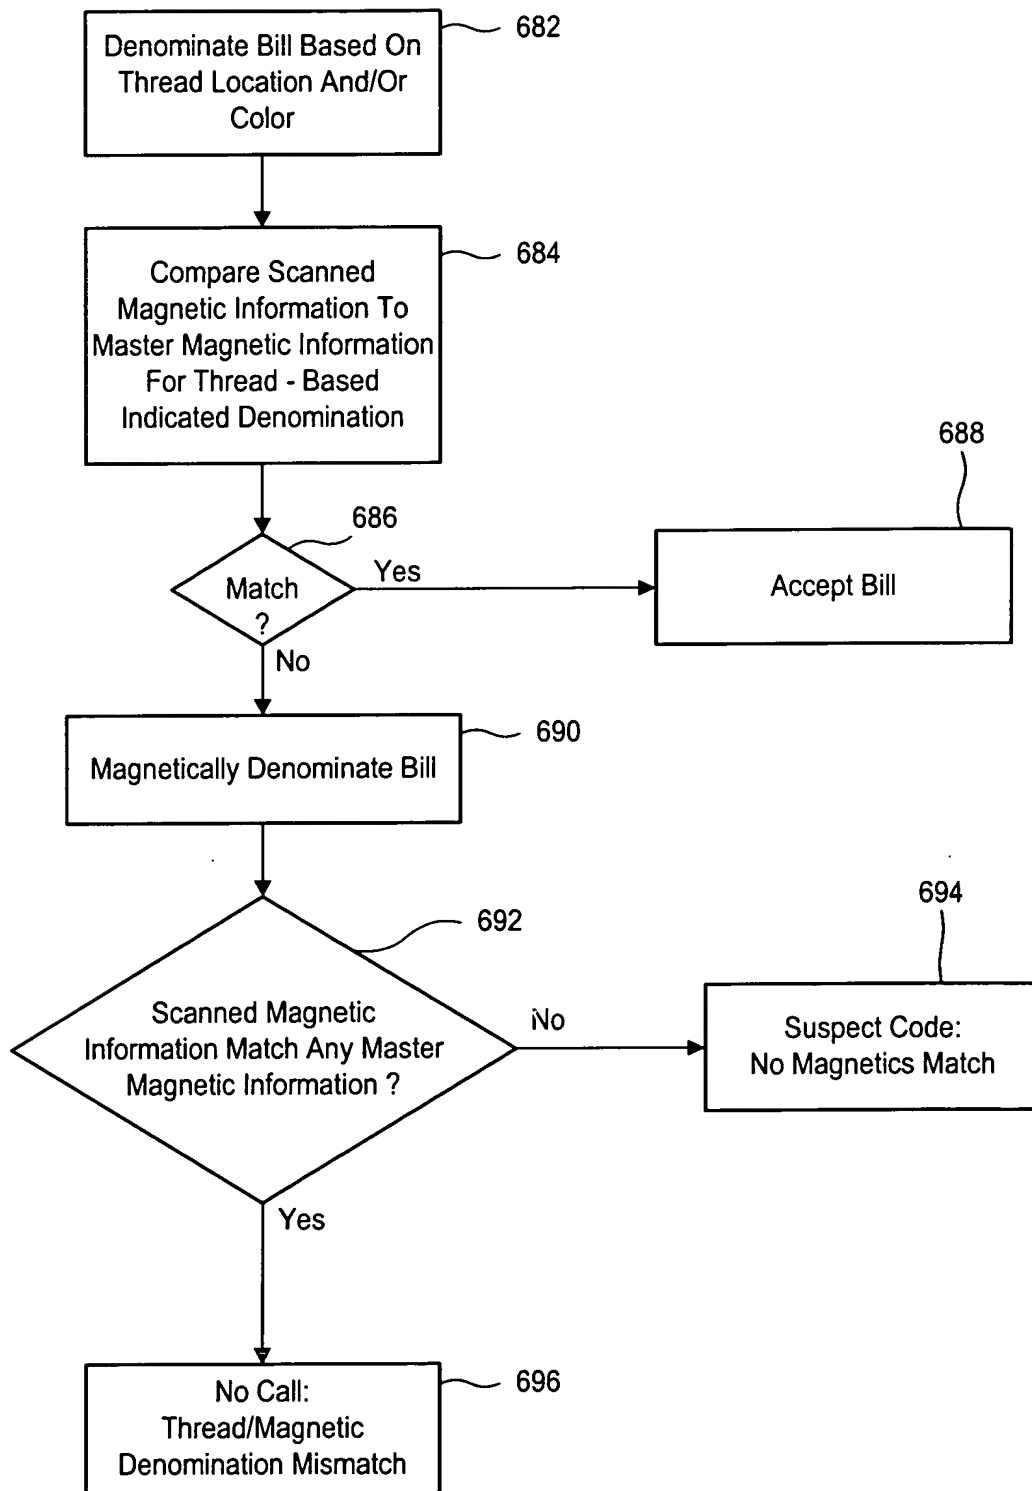 Denominate Bill Based On
Thread Location And/Or
Color
682
Compare Scanned
Magnetic Information To
Master Magnetic Information
For Thread - Based
Indicated Denomination
684
686
Match
?
Yes
No
688
Accept Bill
Magnetically Denominate Bill
690
692
Scanned Magnetic
Information Match Any Master
Magnetic Information ?
No
694
Suspect Code:
No Magnetics Match
Yes
No Call:
Thread/Magnetic
Denomination Mismatch
696